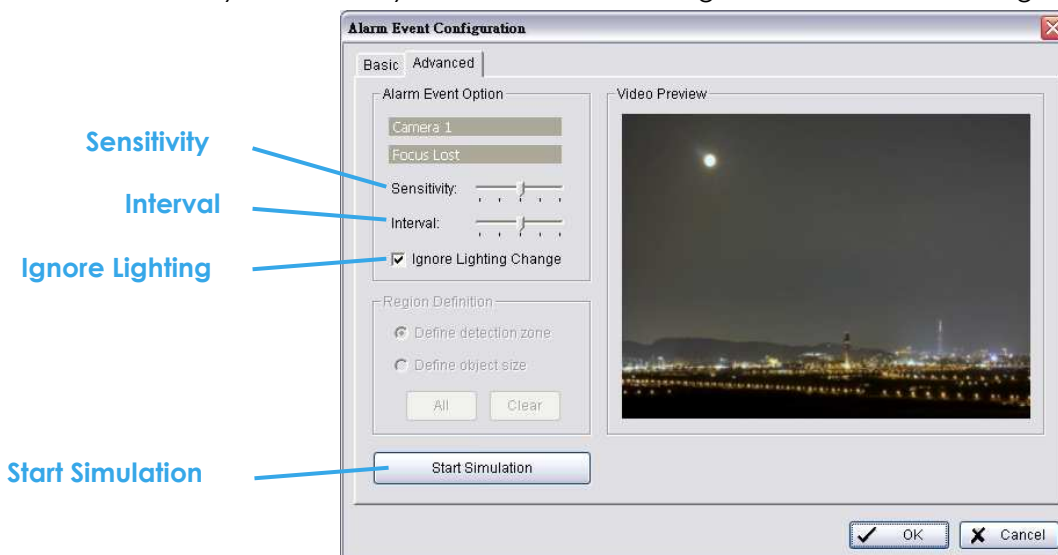 Alarm Event Configuration
Basic Advanced
Alarm Event Option
Video Preview
Camera 1
Focus Lost
Sensitivity
Sensitivity:
Interval
Interval:
Ignore Lighting
Ignore Lighting Change
Region Definition
Define detection zone
Define object size
All Clear
Start Simulation
Start Simulation
OK Cancel